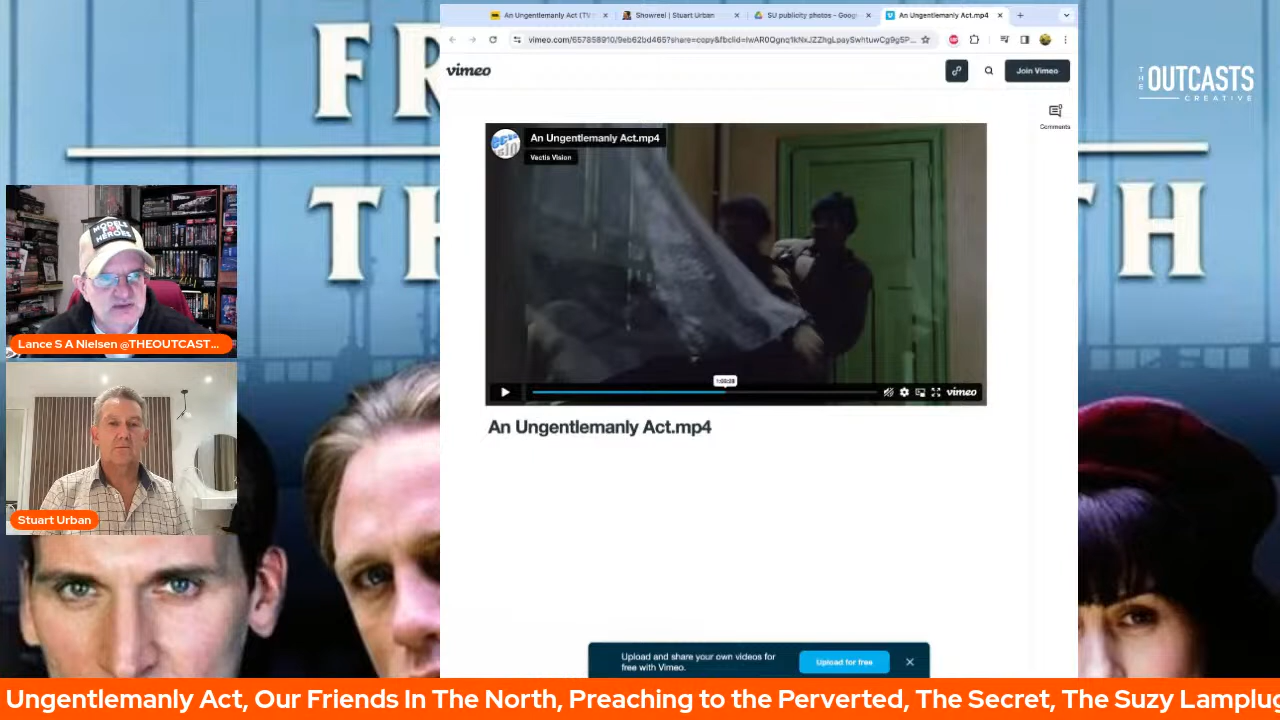 An Ungentlemanly Act (TV
Showreel | Stuart Urban
SU publicity photos - Goog
An Ungentlemanly Act.mp4
vimeo
Join Vimeo
THE OUTCASTS
CREATIVE
Comments
FR
TH
TH
MODELS
HEROES
An Ungentlemanly Act.mp4
Vectis Vision
vimeo
An Ungentlemanly Act.mp4
Lance S A Nielsen @THEOUTCAST...
Stuart Urban
Upload and share your own videos for
free with Vimeo.
Upload for free
Ungentlemanly Act, Our Friends In The North, Preaching to the Perverted, The Secret, The Suzy Lamplug